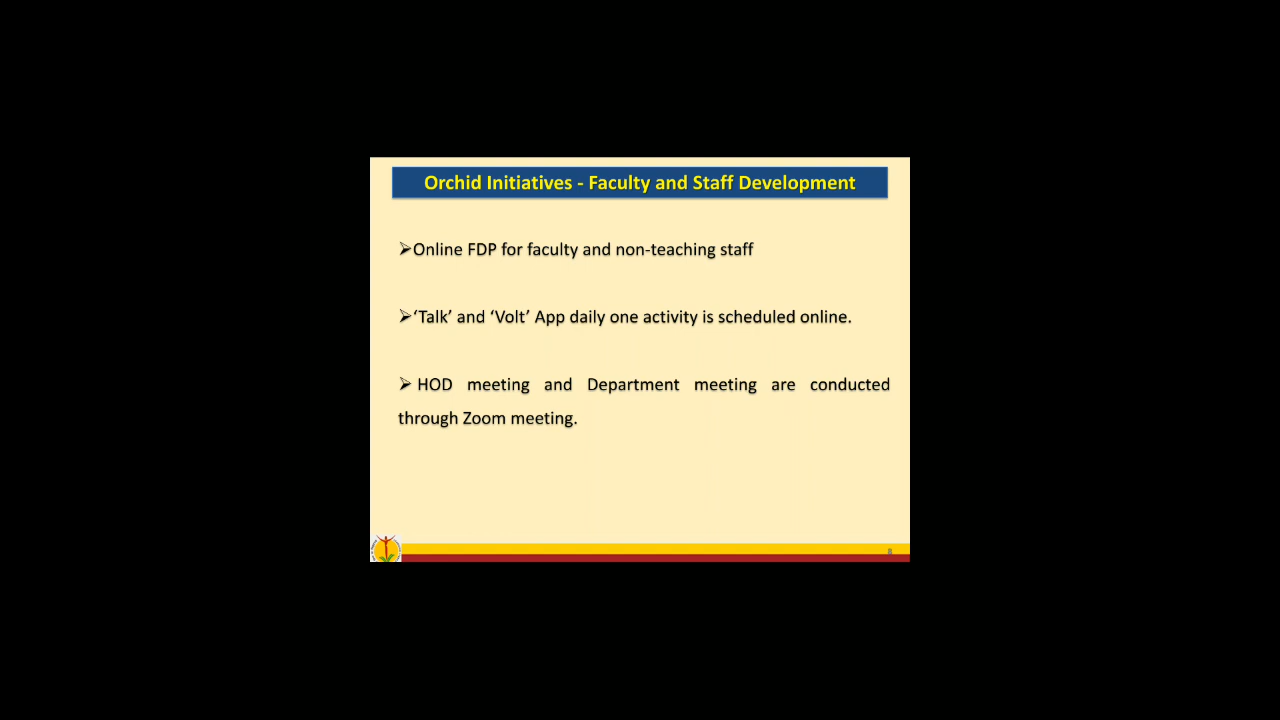 Orchid Initiatives - Faculty and Staff Development
➢Online FDP for faculty and non-teaching staff
➢‘Talk’ and ‘Volt’ App daily one activity is scheduled online.
➢ HOD meeting and Department meeting are conducted
through Zoom meeting.